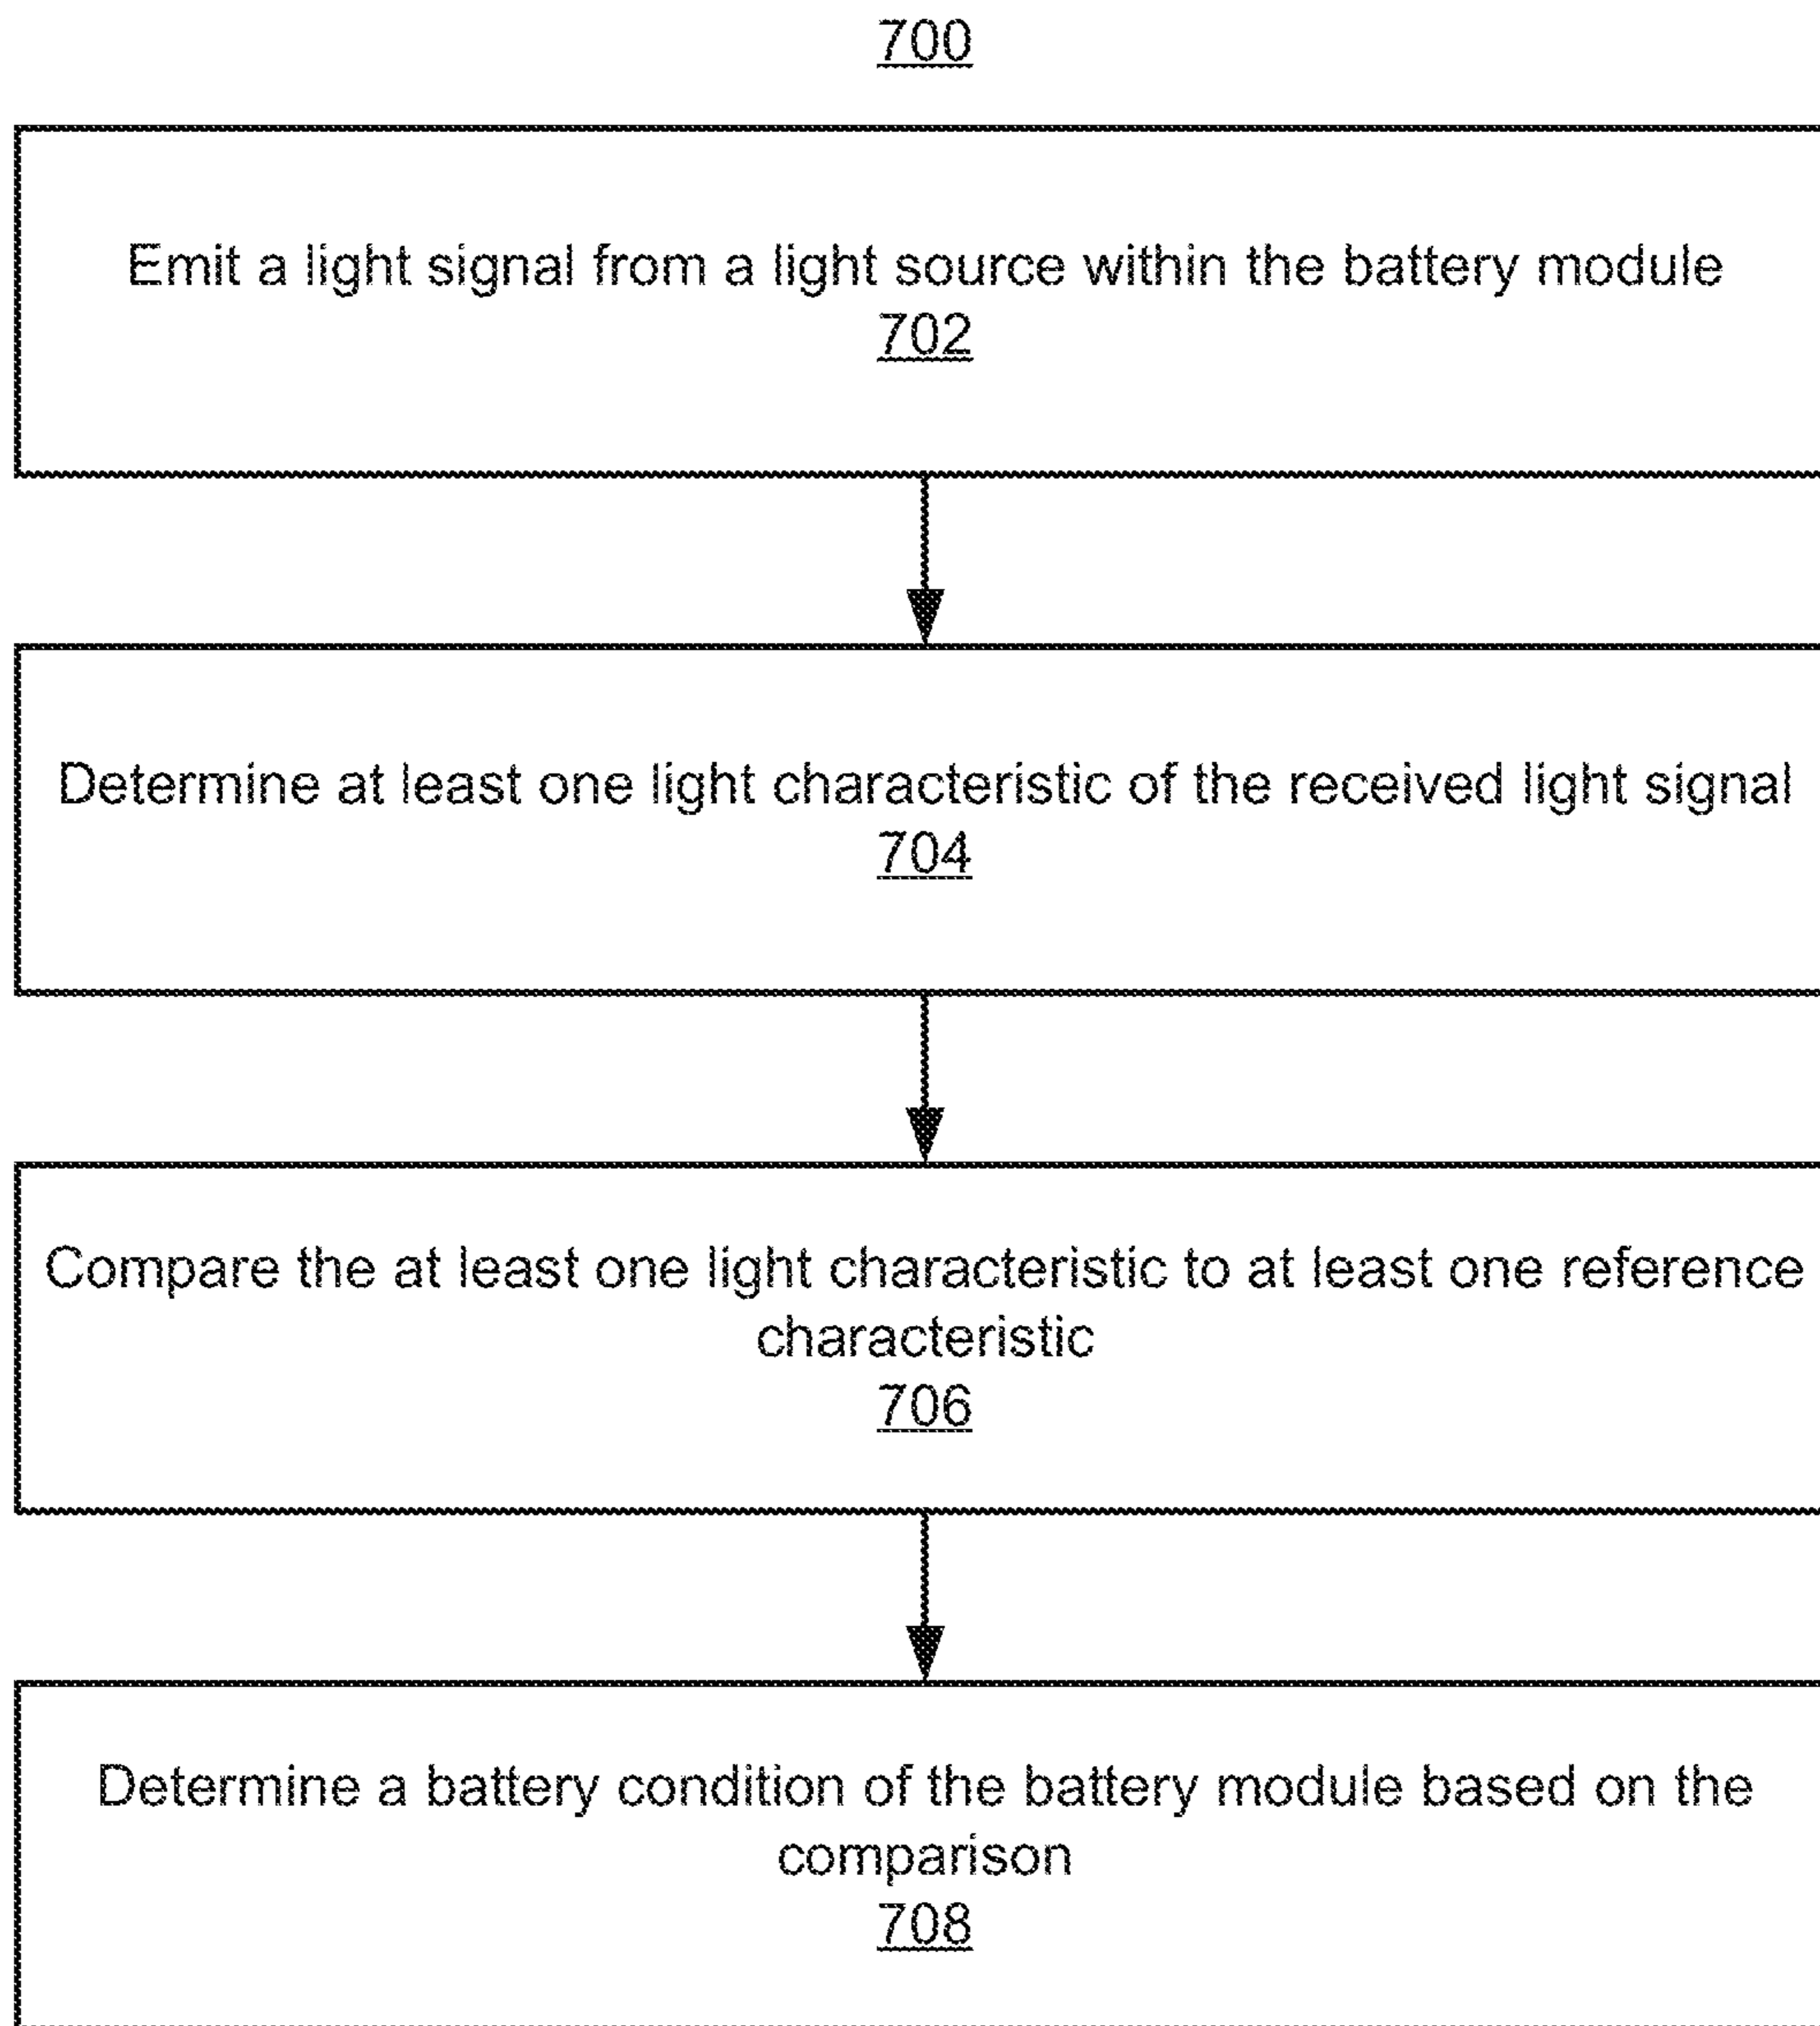 700
Emit a light signal from a light source within the battery module
702
Determine at least one light characteristic of the received light signal
704
Compare the at least one light characteristic to at least one reference
characteristic
706
Determine a battery condition of the battery module based on the
comparison
708